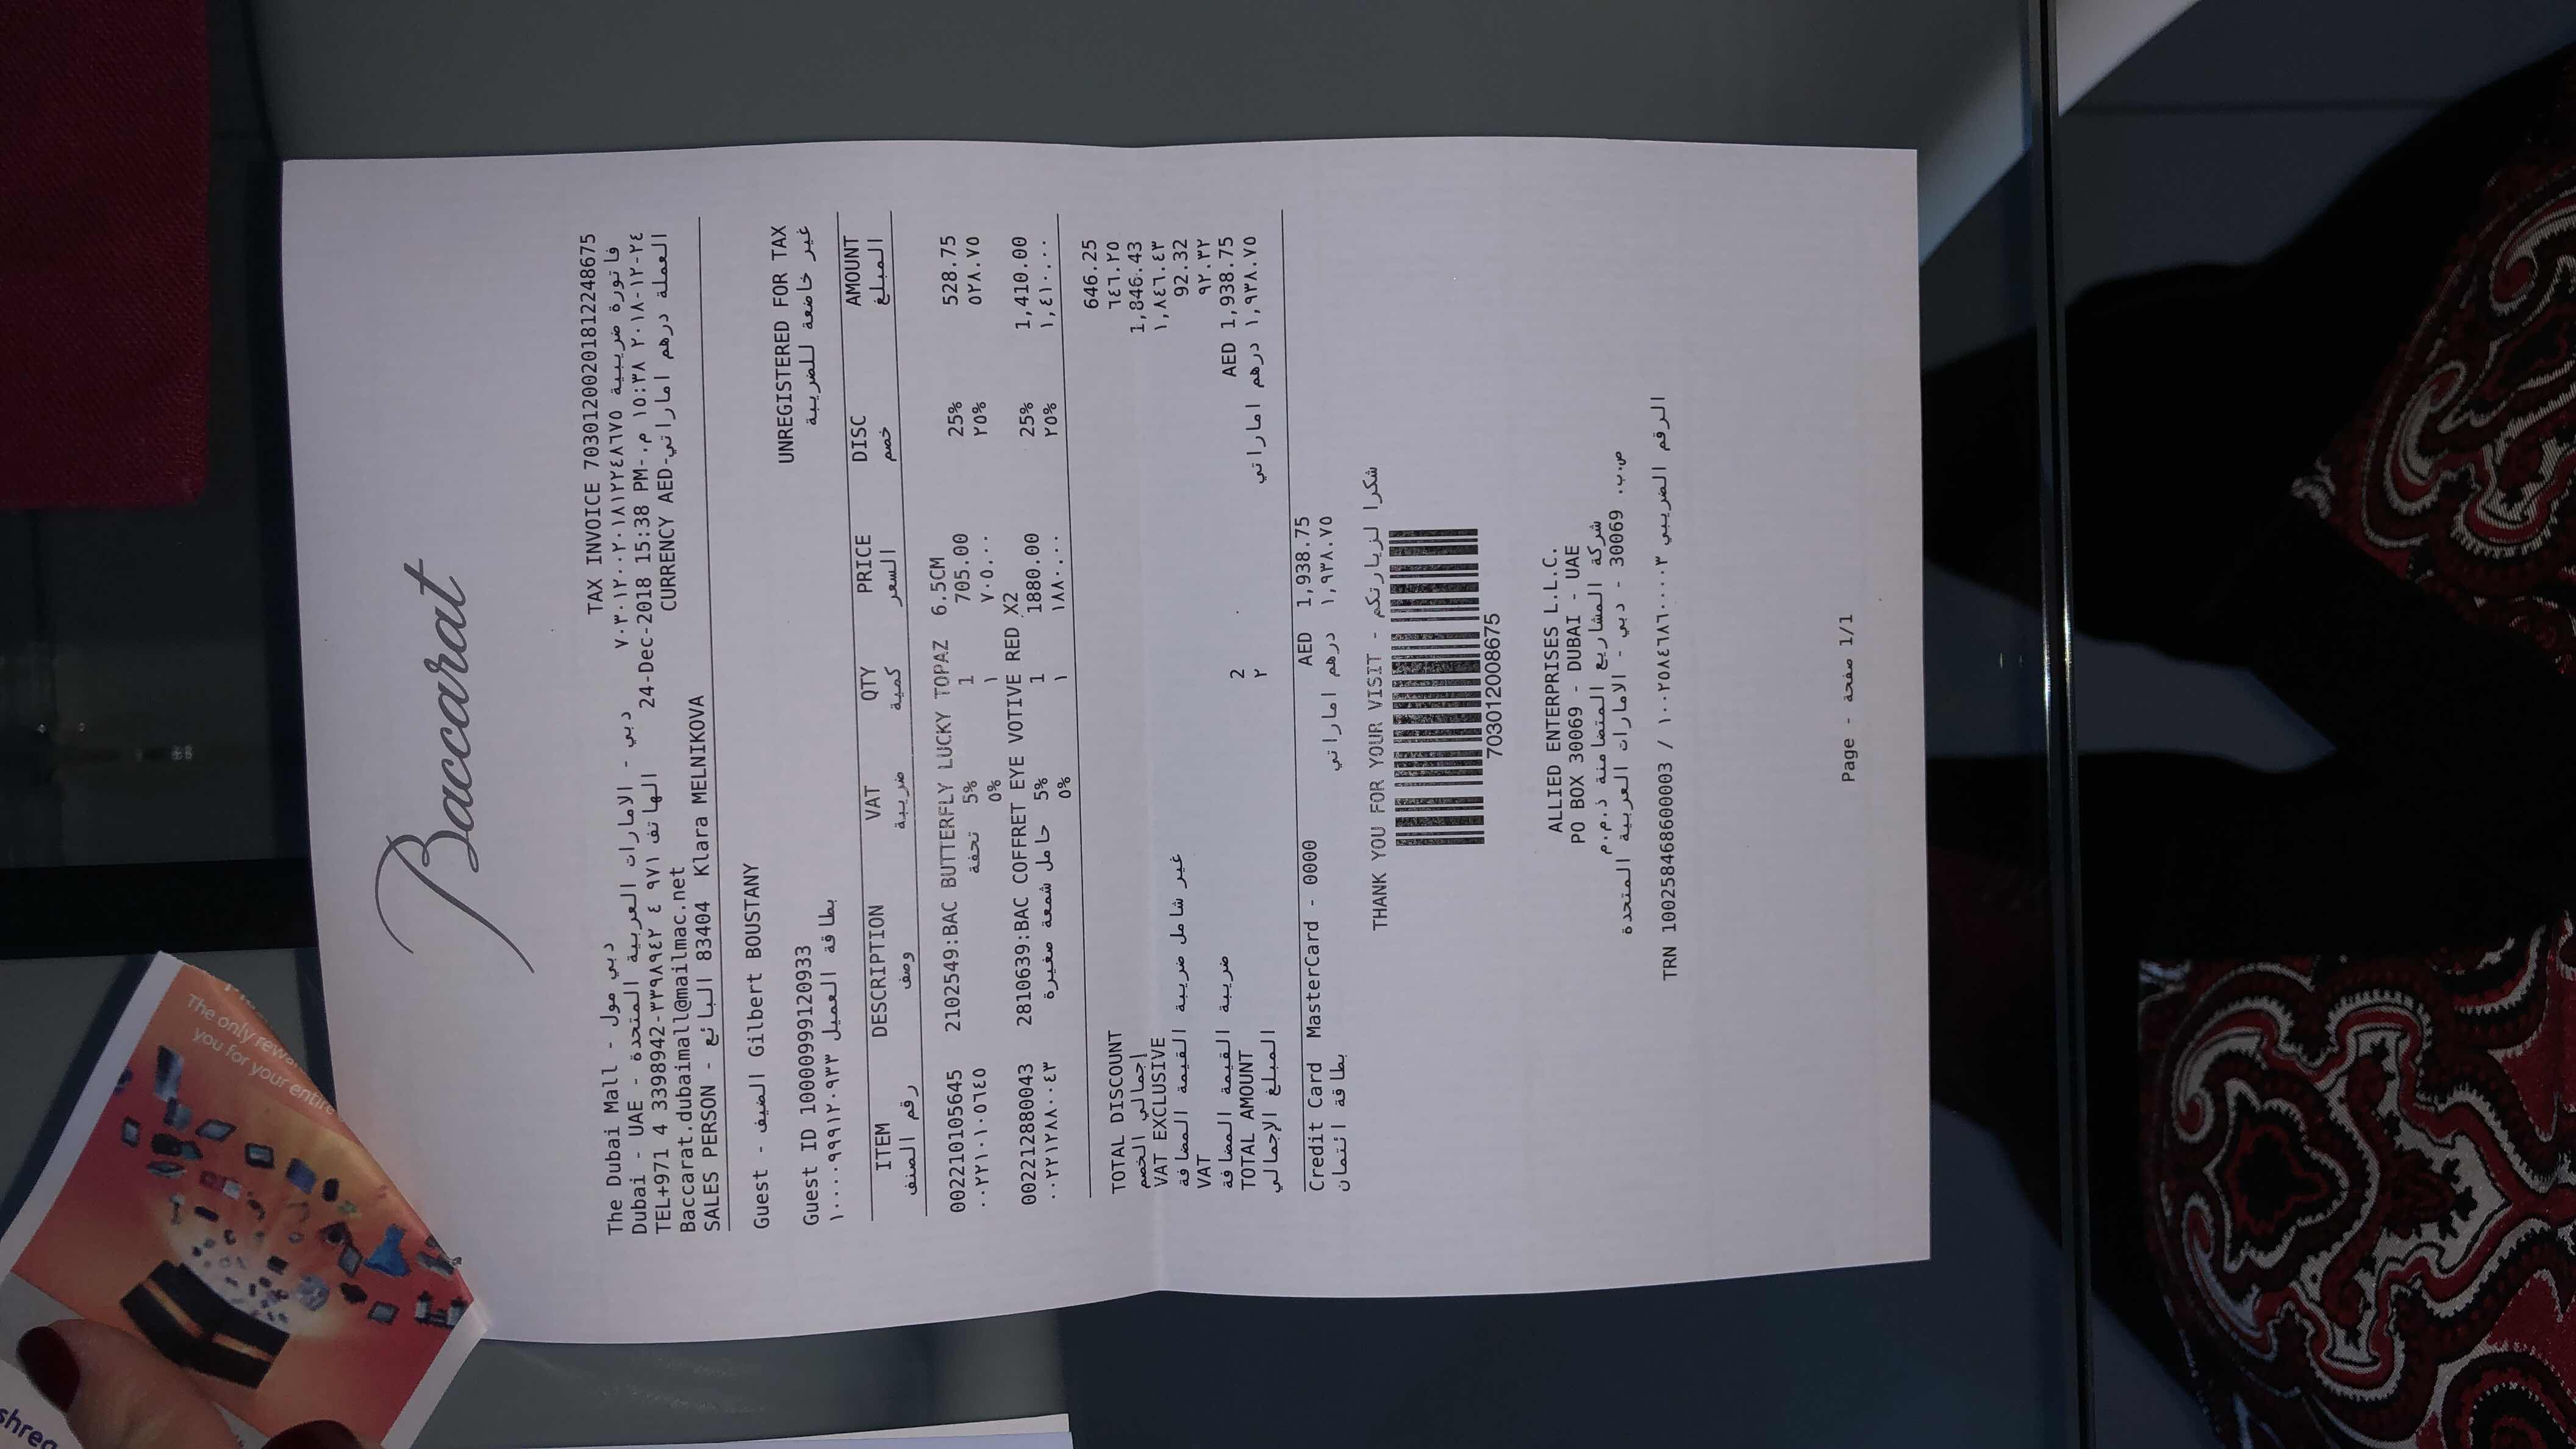 shreq
The only rewa
you for your entire
Baccarat
The Dubai Mall - دبي مول
Dubai - UAE - دبي - الامارات العربية المتحدة
TEL+971 4 3398942-الهاتف ٩٧١ ٤ ٣٣٩٨٩٤٢
Baccarat.dubaimall@mailmac.net
SALES PERSON - البائع 83404 Klara MELNIKOVA
TAX INVOICE 70301200201812248675
فاتورة ضريبية ٧٠٣٠١٢٠٠٢٠١٨١٢٢٤٨٦٧٥
24-Dec-2018 15:38 PM-.٢٤-١٢-٢٠١٨ ١٥:٣٨ م
CURRENCY AED-العملة درهم اماراتي
Guest - الضيف Gilbert BOUSTANY
Guest ID 10000999120933
بطاقة العميل ١٠٠٠٠٩٩٩١٢٠٩٣٣
UNREGISTERED FOR TAX
غير خاضعة للضريبة
ITEM DESCRIPTION VAT QTY PRICE DISC AMOUNT
رقم الصنف وصف ضريبة كمية السعر خصم المبلغ
002210105645 2102549:BAC BUTTERFLY LUCKY TOPAZ 6.5CM
5% 1 705.00 25% 528.75
٠٠٢٢١٠١٠٥٦٤٥ تحفة 0% ١ ٧٠٥.٠٠ ٢٥% ٥٢٨.٧٥
002212880043 2810639:BAC COFFRET EYE VOTIVE RED X2
5% 1 1880.00 25% 1,410.00
٠٠٢٢١٢٨٨٠٠٤٣ حامل شمعة صغيرة 0% ١ ١٨٨٠.٠٠ ٢٥% ١,٤١٠.٠٠
TOTAL DISCOUNT 646.25
إجمالي الخصم ٦٤٦.٢٥
VAT EXCLUSIVE 1,846.43
غير شامل ضريبة القيمة المضافة ١,٨٤٦.٤٣
VAT 92.32
ضريبة القيمة المضافة ٩٢.٣٢
TOTAL AMOUNT 2 AED 1,938.75
المبلغ الإجمالي ٢ ١,٩٣٨.٧٥ درهم اماراتي
Credit Card MasterCard - 0000 AED 1,938.75
بطاقة ائتمان ١,٩٣٨.٧٥ درهم اماراتي
THANK YOU FOR YOUR VISIT - شكرا لزيارتكم
703012008675
ALLIED ENTERPRISES L.L.C.
PO BOX 30069 - DUBAI - UAE
شركة المشاريع المتضامنة ذ.م.م
ص.ب. 30069 - دبي - الامارات العربية المتحدة
TRN 100258468600003 / الرقم الضريبي ١٠٠٢٥٨٤٦٨٦٠٠٠٠٣
Page - صفحة 1/1